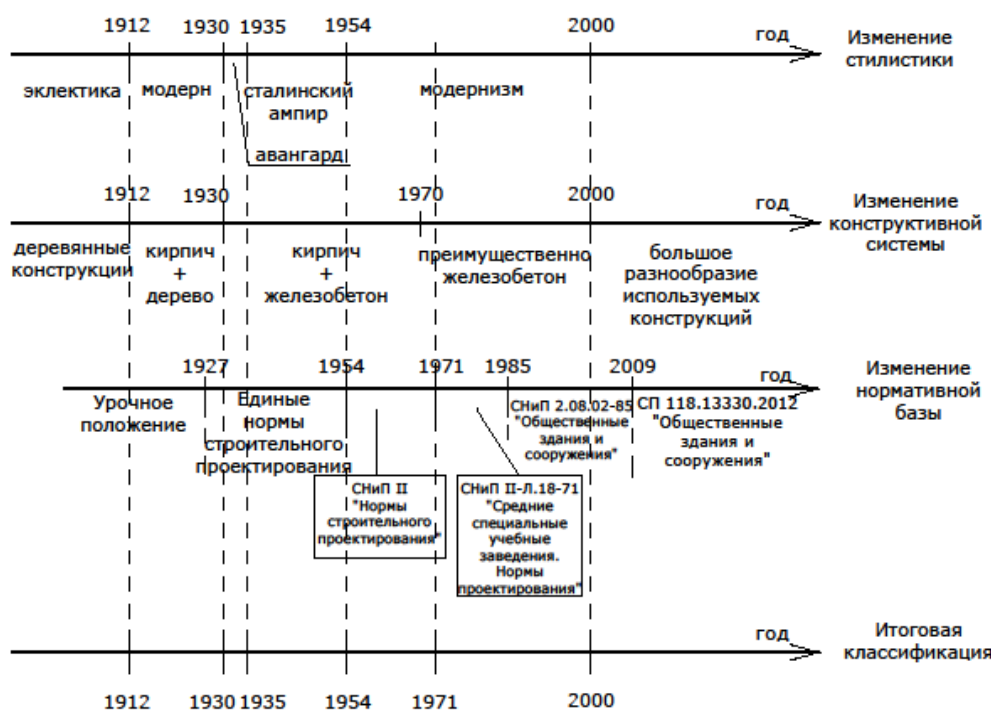 1912 1930 1935 1954 2000
год
Изменение
стилистики
эклектика модерн сталинский модернизм
ампир
авангард
1912 1930 1970 2000
год
Изменение
конструктивной
системы
деревянные
конструкции
кирпич
+
дерево
кирпич
+
железобетон
преимущественно
железобетон
большое
разнообразие
используемых
конструкций
1927 1954 1971 1985 2009
год
Изменение
нормативной
базы
Урочное
положение
Единые
нормы
строительного
проектирования
СНиП II
"Нормы
строительного
проектирования"
СНиП II-Л.18-71
"Средние
специальные
учебные
заведения.
Нормы
проектирования"
СНиП 2.08.02-85
"Общественные
здания и
сооружения"
СП 118.13330.2012
"Общественные
здания и
сооружения"
год
Итоговая
классификация
1912 1930 1935 1954 1971 2000